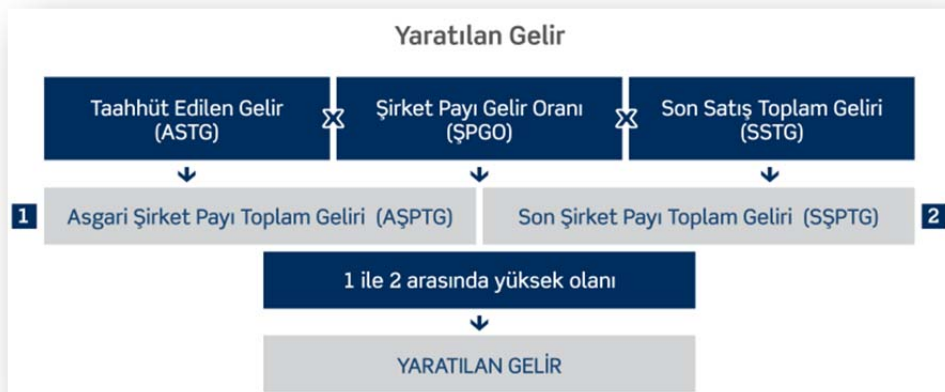 Yaratılan Gelir
Taahhüt Edilen Gelir
(ASTG)
X
Şirket Payı Gelir Oranı
(ŞPGO)
X
Son Satış Toplam Geliri
(SSTG)
1
Asgari Şirket Payı Toplam Geliri (AŞPTG)
Son Şirket Payı Toplam Geliri (SŞPTG)
2
1 ile 2 arasında yüksek olanı
YARATILAN GELİR